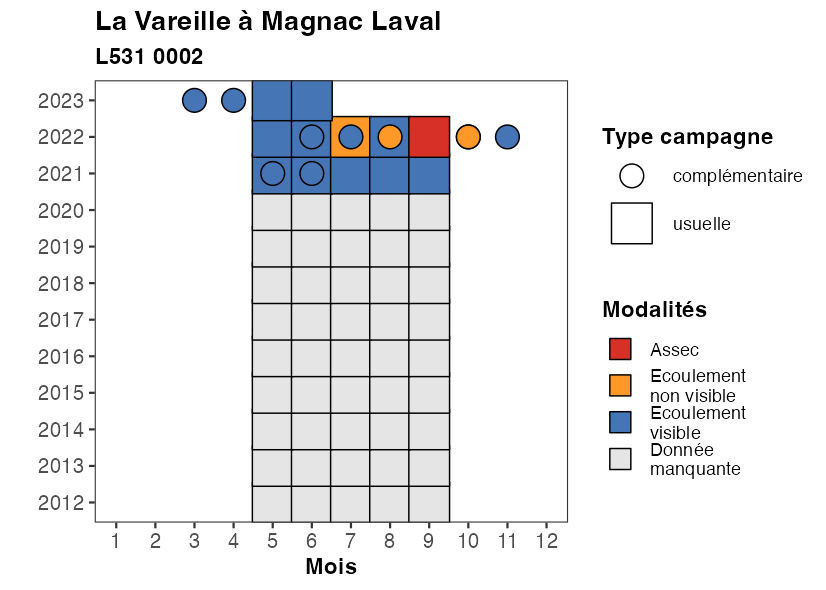 La Vareille à Magnac Laval
L531 0002
2023
2022
2021
2020
2019
2018
2017
2016
2015
2014
2013
2012
1 2 3 4 5 6 7 8 9 10 11 12
Mois
Type campagne
complémentaire
usuelle
Modalités
Assec
Ecoulement
non visible
Ecoulement
visible
Donnée
manquante